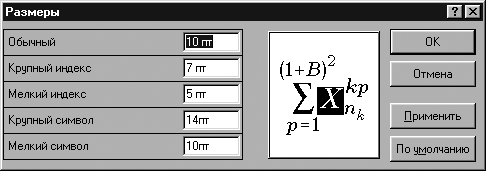 Размеры
Обычный 10 пт
Крупный индекс 7 пт
Мелкий индекс 5 пт
Крупный символ 14пт
Мелкий символ 10пт
(1+B)²
∑ X kp nk
p=1
OK
Отмена
Применить
По умолчанию